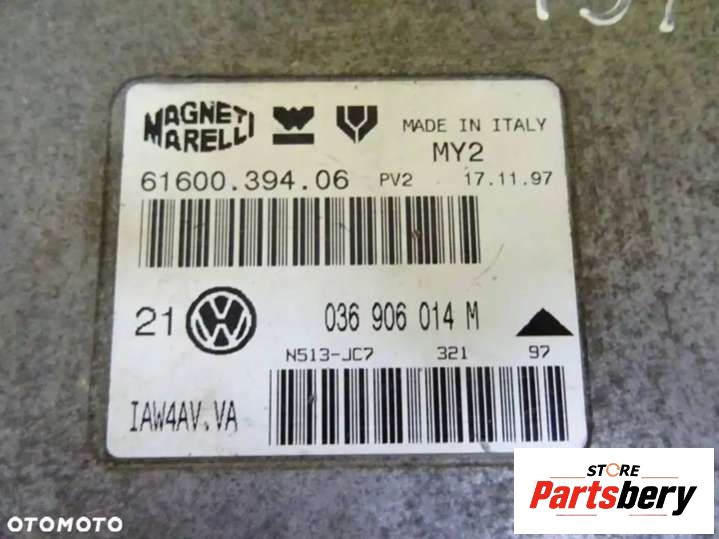 MAGNETI
MARELLI
MADE IN ITALY
MY2
61600.394.06 PV2 17.11.97
21 036 906 014 M
N513-JC7 321 97
IAW4AV.VA
STORE
Partsbery
OTOMOTO